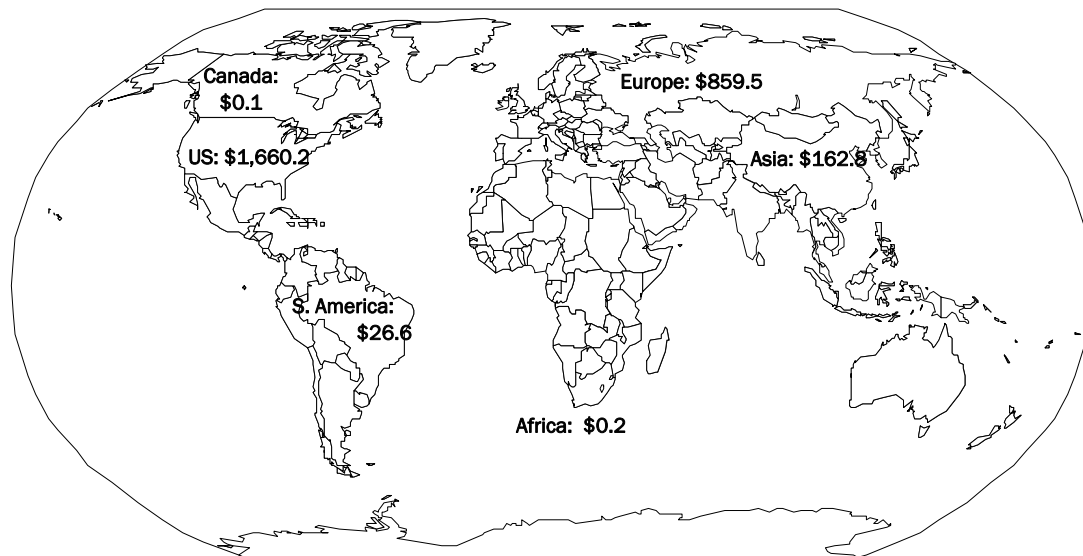 Canada:
$0.1
Europe: $859.5
US: $1,660.2
Asia: $162.8
S. America:
$26.6
Africa: $0.2